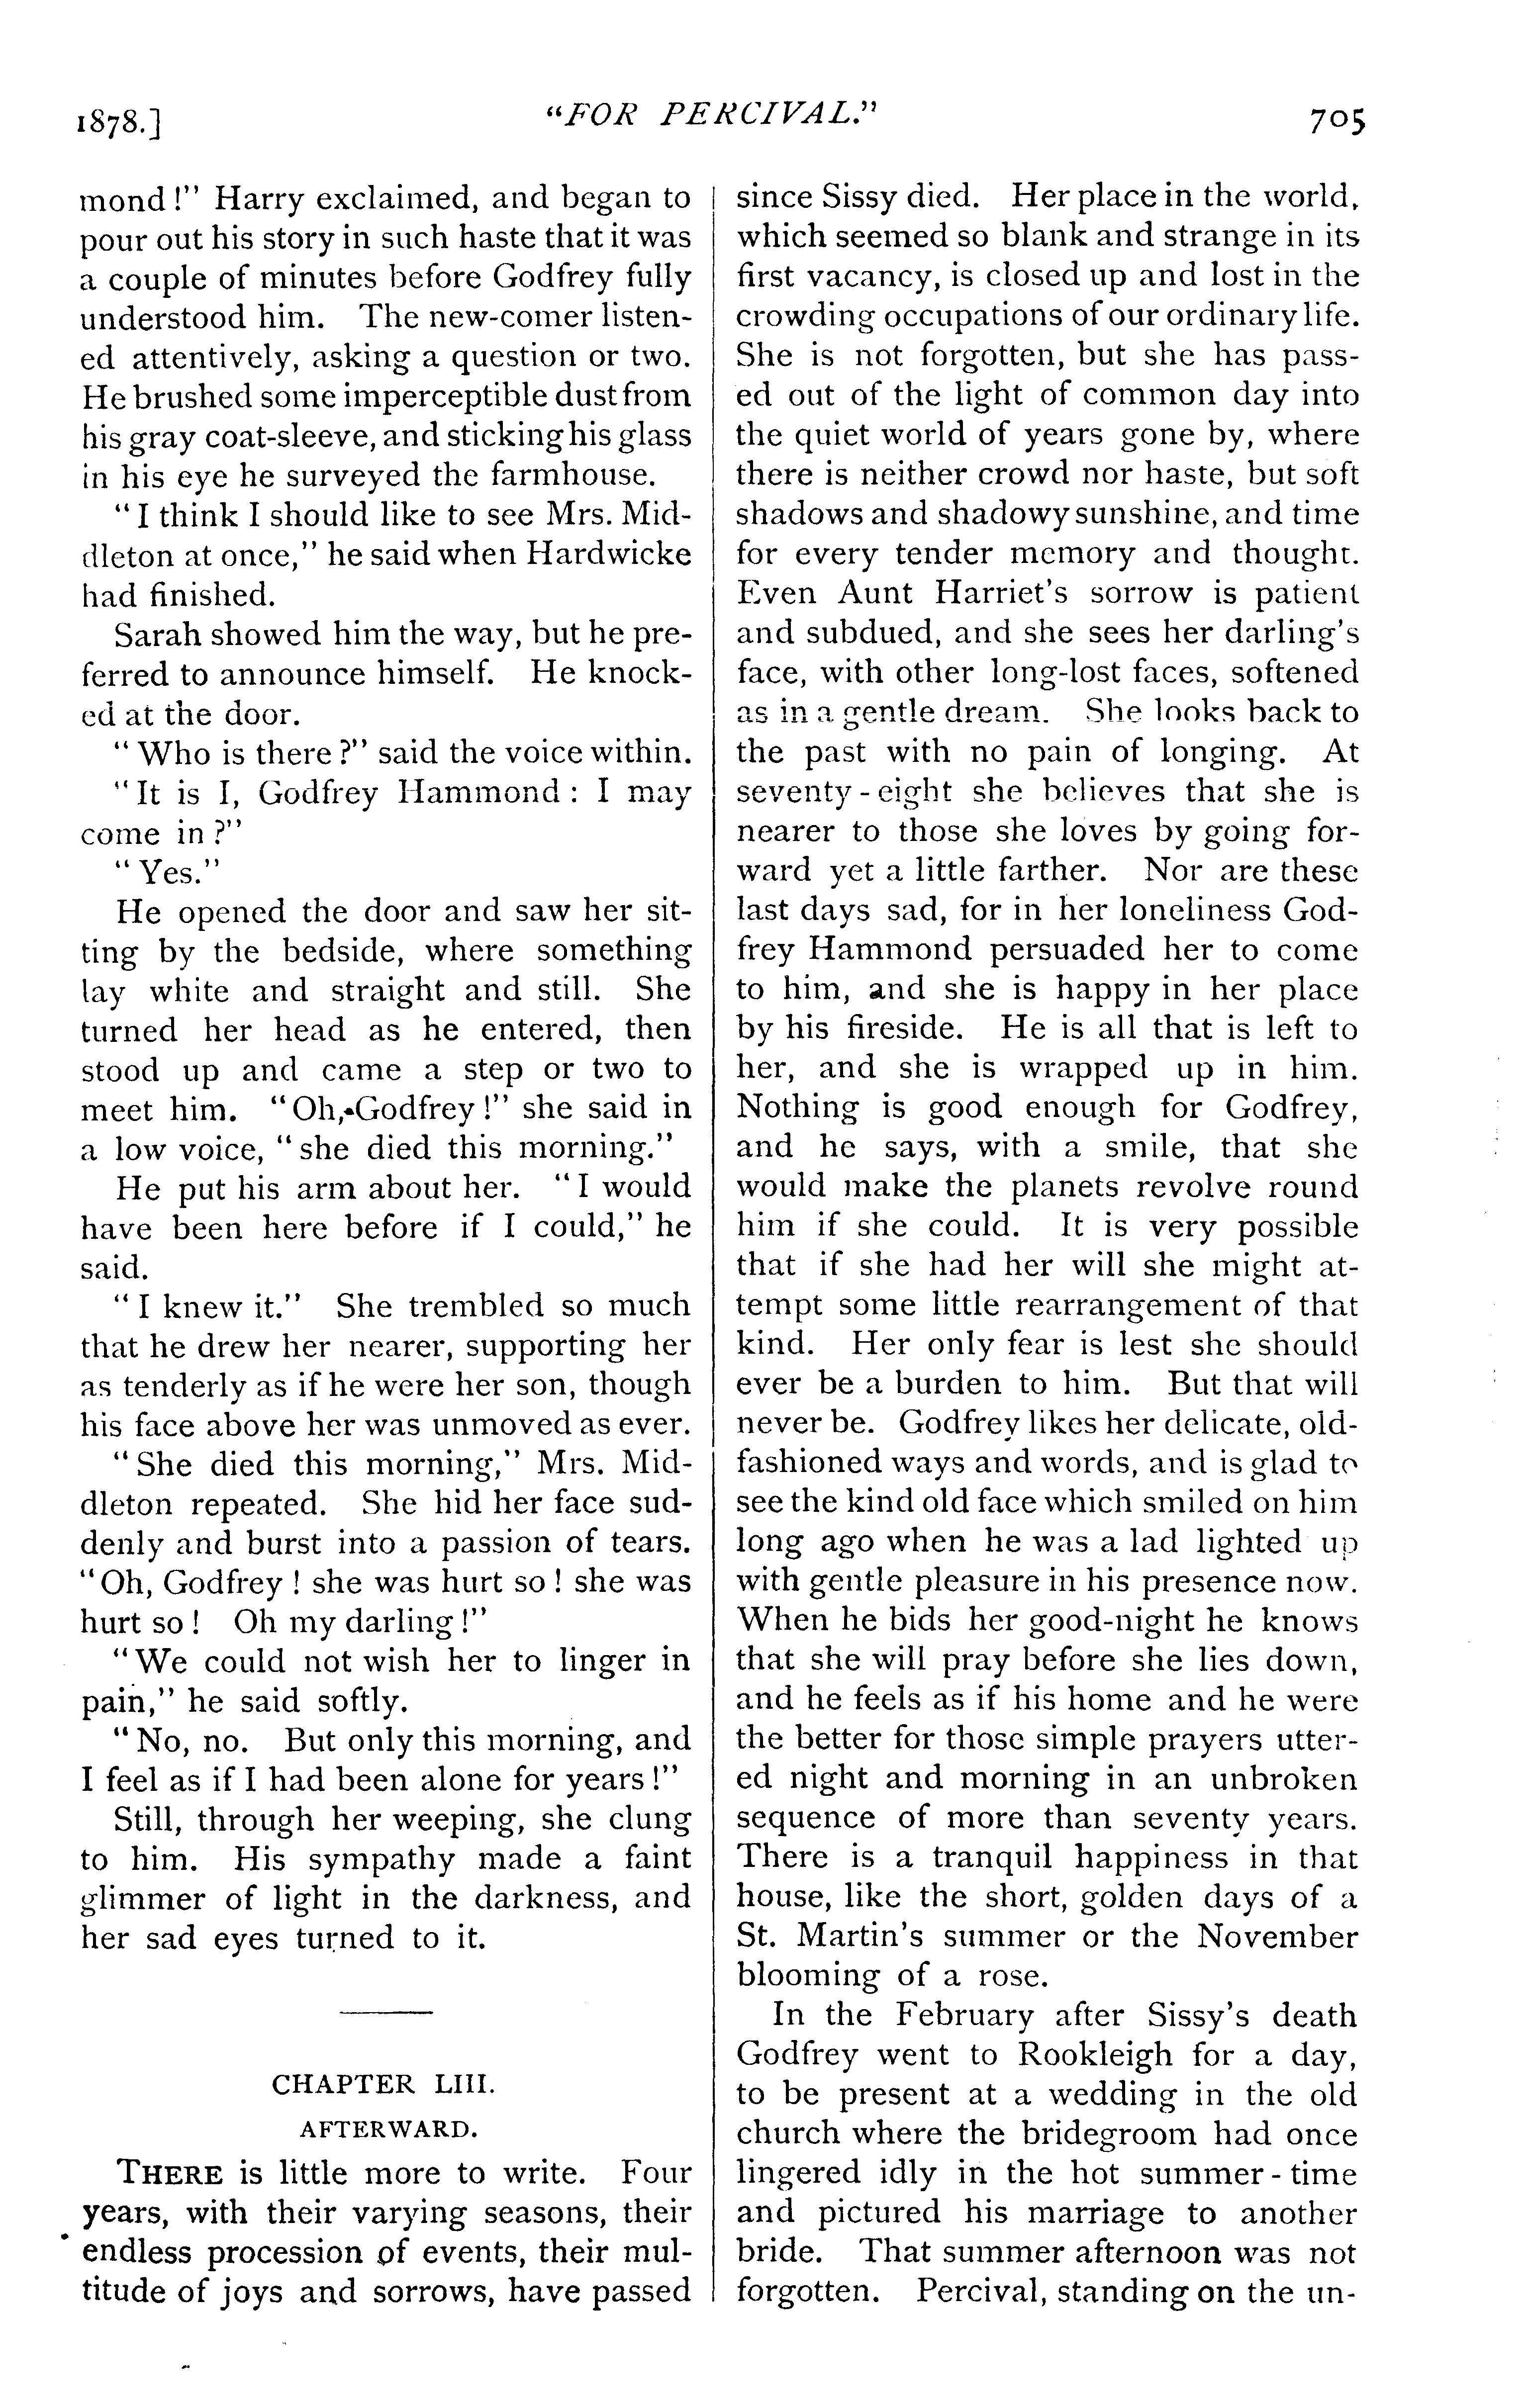 1878.]
"FOR PERCIVAL."
705
mond!" Harry exclaimed, and began to
pour out his story in such haste that it was
a couple of minutes before Godfrey fully
understood him. The new-comer listen-
ed attentively, asking a question or two.
He brushed some imperceptible dust from
his gray coat-sleeve, and sticking his glass
in his eye he surveyed the farmhouse.
"I think I should like to see Mrs. Mid-
dleton at once," he said when Hardwicke
had finished.
Sarah showed him the way, but he pre-
ferred to announce himself. He knock-
ed at the door.
"Who is there?" said the voice within.
"It is I, Godfrey Hammond: I may
come in?"
"Yes."
He opened the door and saw her sit-
ting by the bedside, where something
lay white and straight and still. She
turned her head as he entered, then
stood up and came a step or two to
meet him. "Oh, Godfrey!" she said in
a low voice, "she died this morning."
He put his arm about her. "I would
have been here before if I could," he
said.
"I knew it." She trembled so much
that he drew her nearer, supporting her
as tenderly as if he were her son, though
his face above her was unmoved as ever.
"She died this morning," Mrs. Mid-
dleton repeated. She hid her face sud-
denly and burst into a passion of tears.
"Oh, Godfrey! she was hurt so! she was
hurt so! Oh my darling!"
"We could not wish her to linger in
pain," he said softly.
"No, no. But only this morning, and
I feel as if I had been alone for years!"
Still, through her weeping, she clung
to him. His sympathy made a faint
glimmer of light in the darkness, and
her sad eyes turned to it.
CHAPTER LIII.
AFTERWARD.
THERE is little more to write. Four
years, with their varying seasons, their
endless procession of events, their mul-
titude of joys and sorrows, have passed
since Sissy died. Her place in the world,
which seemed so blank and strange in its
first vacancy, is closed up and lost in the
crowding occupations of our ordinary life.
She is not forgotten, but she has pass-
ed out of the light of common day into
the quiet world of years gone by, where
there is neither crowd nor haste, but soft
shadows and shadowy sunshine, and time
for every tender memory and thought.
Even Aunt Harriet's sorrow is patient
and subdued, and she sees her darling's
face, with other long-lost faces, softened
as in a gentle dream. She looks back to
the past with no pain of longing. At
seventy-eight she believes that she is
nearer to those she loves by going for-
ward yet a little farther. Nor are these
last days sad, for in her loneliness God-
frey Hammond persuaded her to come
to him, and she is happy in her place
by his fireside. He is all that is left to
her, and she is wrapped up in him.
Nothing is good enough for Godfrey,
and he says, with a smile, that she
would make the planets revolve round
him if she could. It is very possible
that if she had her will she might at-
tempt some little rearrangement of that
kind. Her only fear is lest she should
ever be a burden to him. But that will
never be. Godfrey likes her delicate, old-
fashioned ways and words, and is glad to
see the kind old face which smiled on him
long ago when he was a lad lighted up
with gentle pleasure in his presence now.
When he bids her good-night he knows
that she will pray before she lies down,
and he feels as if his home and he were
the better for those simple prayers utter-
ed night and morning in an unbroken
sequence of more than seventy years.
There is a tranquil happiness in that
house, like the short, golden days of a
St. Martin's summer or the November
blooming of a rose.
In the February after Sissy's death
Godfrey went to Rookleigh for a day,
to be present at a wedding in the old
church where the bridegroom had once
lingered idly in the hot summer-time
and pictured his marriage to another
bride. That summer afternoon was not
forgotten. Percival, standing on the un-